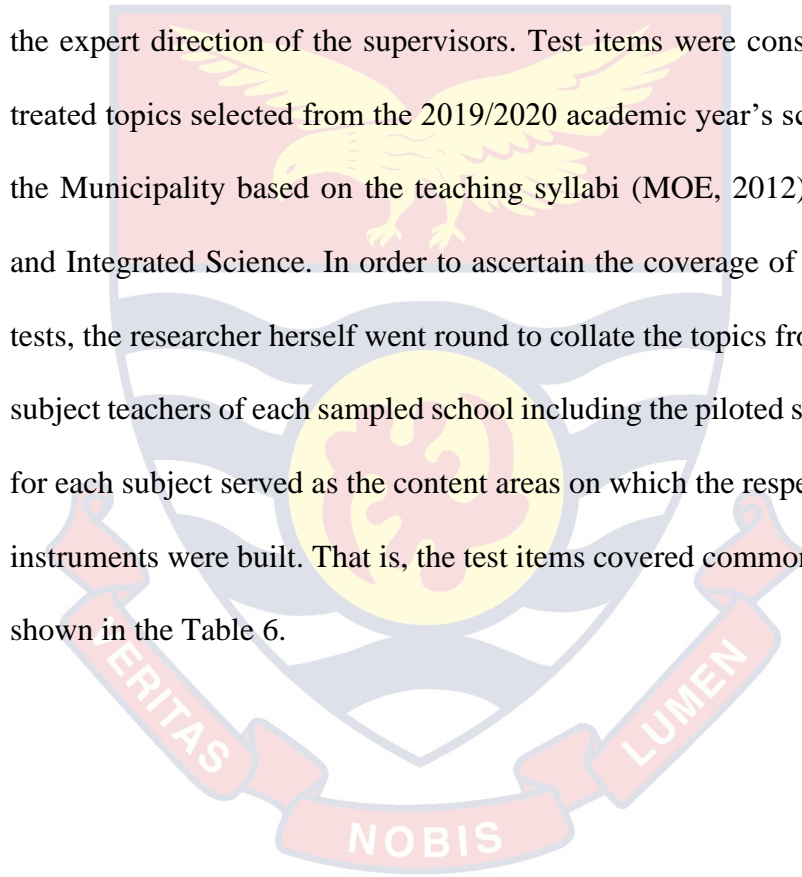 the expert direction of the supervisors. Test items were cons
treated topics selected from the 2019/2020 academic year’s sc
the Municipality based on the teaching syllabi (MOE, 2012)
and Integrated Science. In order to ascertain the coverage of
tests, the researcher herself went round to collate the topics fro
subject teachers of each sampled school including the piloted s
for each subject served as the content areas on which the respe
instruments were built. That is, the test items covered common
shown in the Table 6.
VERITAS
NOBIS
LUMEN